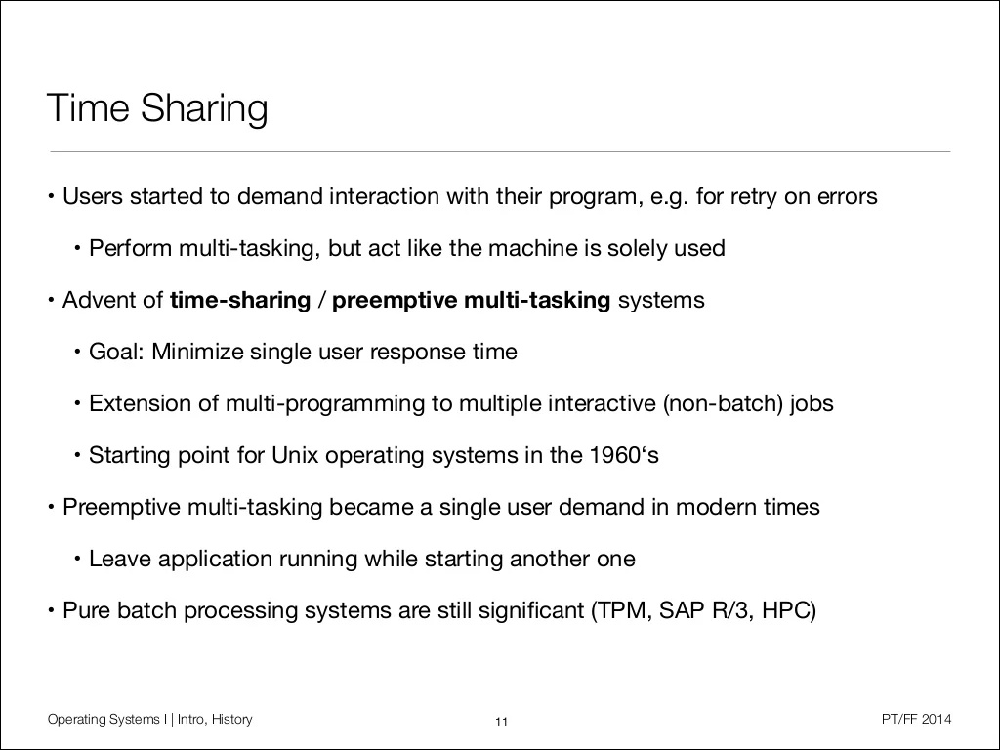 Time Sharing
• Users started to demand interaction with their program, e.g. for retry on errors
• Perform multi-tasking, but act like the machine is solely used
• Advent of time-sharing / preemptive multi-tasking systems
• Goal: Minimize single user response time
• Extension of multi-programming to multiple interactive (non-batch) jobs
• Starting point for Unix operating systems in the 1960‘s
• Preemptive multi-tasking became a single user demand in modern times
• Leave application running while starting another one
• Pure batch processing systems are still significant (TPM, SAP R/3, HPC)
Operating Systems I | Intro, History
11
PT/FF 2014